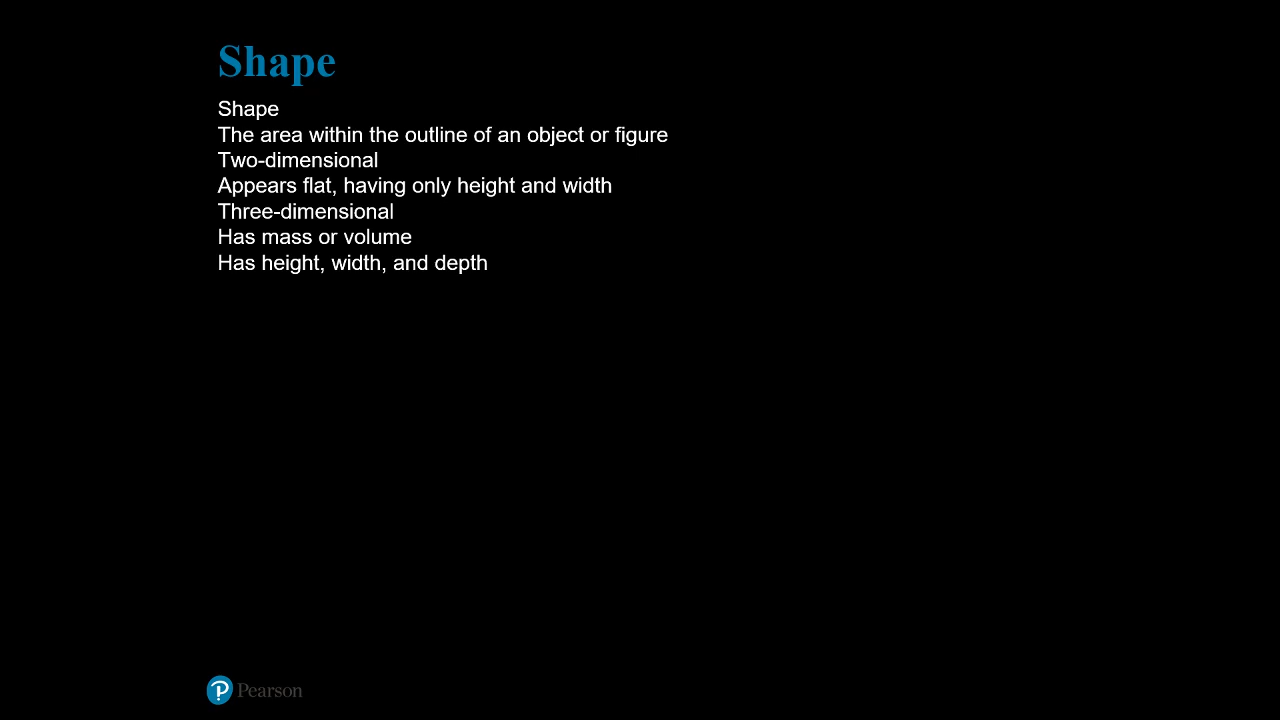 Shape
Shape
The area within the outline of an object or figure
Two-dimensional
Appears flat, having only height and width
Three-dimensional
Has mass or volume
Has height, width, and depth
Pearson